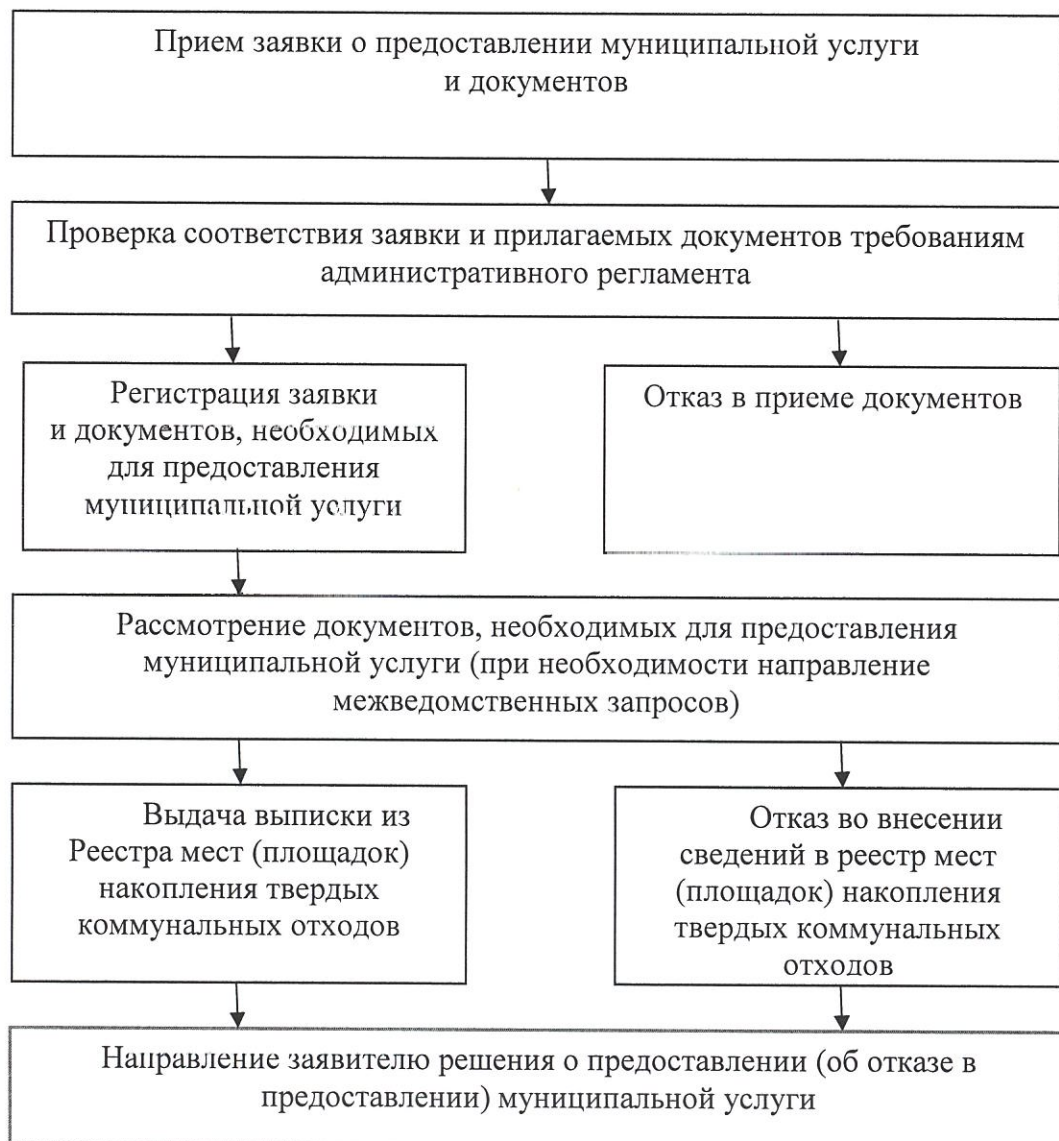 Прием заявки о предоставлении муниципальной услуги
и документов
Проверка соответствия заявки и прилагаемых документов требованиям
административного регламента
Регистрация заявки
и документов, необходимых
для предоставления
муниципальной услуги
Отказ в приеме документов
Рассмотрение документов, необходимых для предоставления
муниципальной услуги (при необходимости направление
межведомственных запросов)
Выдача выписки из
Реестра мест (площадок)
накопления твердых
коммунальных отходов
Отказ во внесении
сведений в реестр мест
(площадок) накопления
твердых коммунальных
отходов
Направление заявителю решения о предоставлении (об отказе в
предоставлении) муниципальной услуги